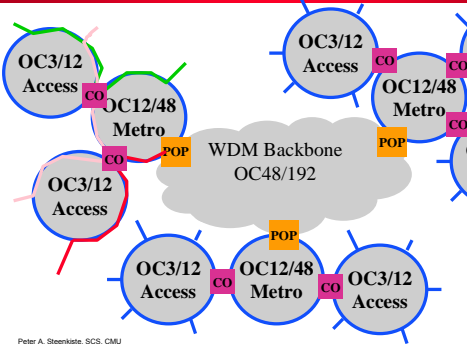 OC3/12
Access
CO
OC12/48
Metro
CO
POP
OC3/12
Access
WDM Backbone
OC48/192
OC3/12
Access
CO
OC12/48
Metro
CO
CO
POP
POP
OC3/12
Access
CO
OC12/48
Metro
CO
OC3/12
Access
Peter A. Steenkiste, SCS, CMU